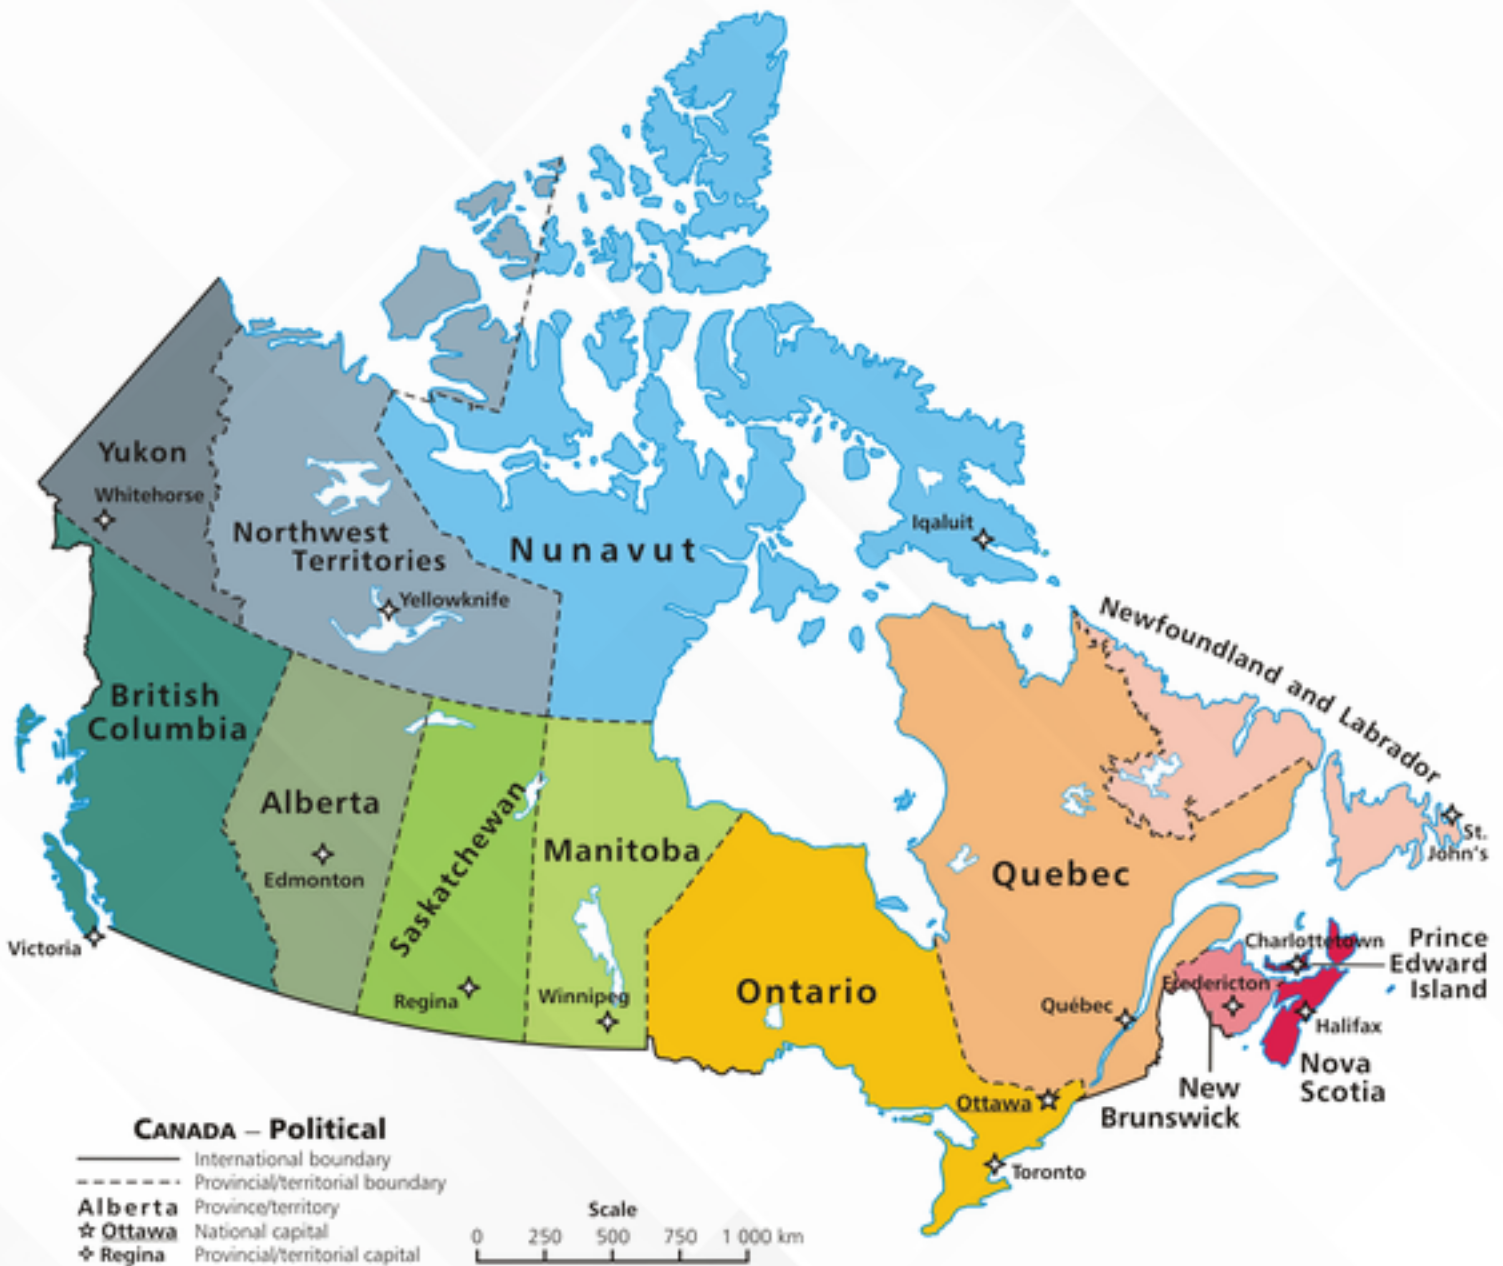 Yukon
Whitehorse
Northwest
Territories
Yellowknife
Nunavut
Iqaluit
British
Columbia
Victoria
Alberta
Edmonton
Saskatchewan
Regina
Manitoba
Winnipeg
Ontario
Ottawa
Toronto
Quebec
Québec
Newfoundland and Labrador
St.
John's
Charlottetown
Prince
Edward
Island
Fredericton
Halifax
Nova
Scotia
New
Brunswick
CANADA – Political
International boundary
Provincial/territorial boundary
Alberta Province/territory
Ottawa National capital
Regina Provincial/territorial capital
Scale
0 250 500 750 1 000 km